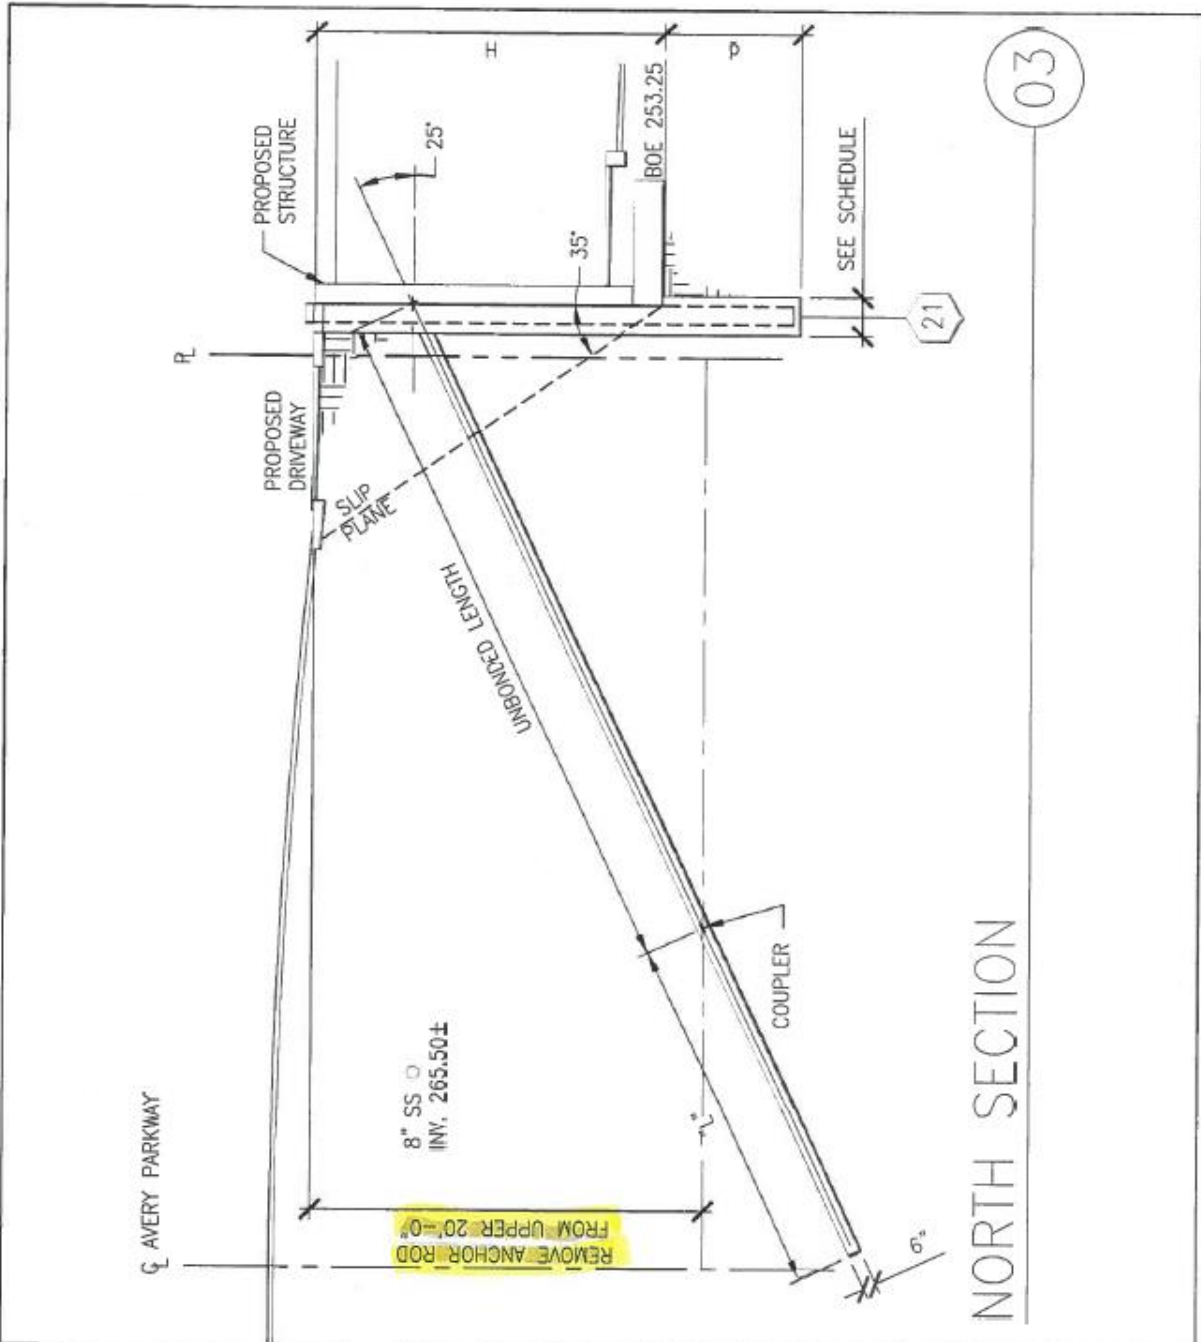 ℄ AVERY PARKWAY
PROPOSED
DRIVEWAY
P̲L̲
PROPOSED
STRUCTURE
25°
H
D
BOE 253.25
35°
SLIP
PLANE
UNBONDED LENGTH
8" SS
INV. 265.50±
REMOVE ANCHOR ROD
FROM UPPER 20'-0"
"L"
COUPLER
6"
SEE SCHEDULE
21
NORTH SECTION
03